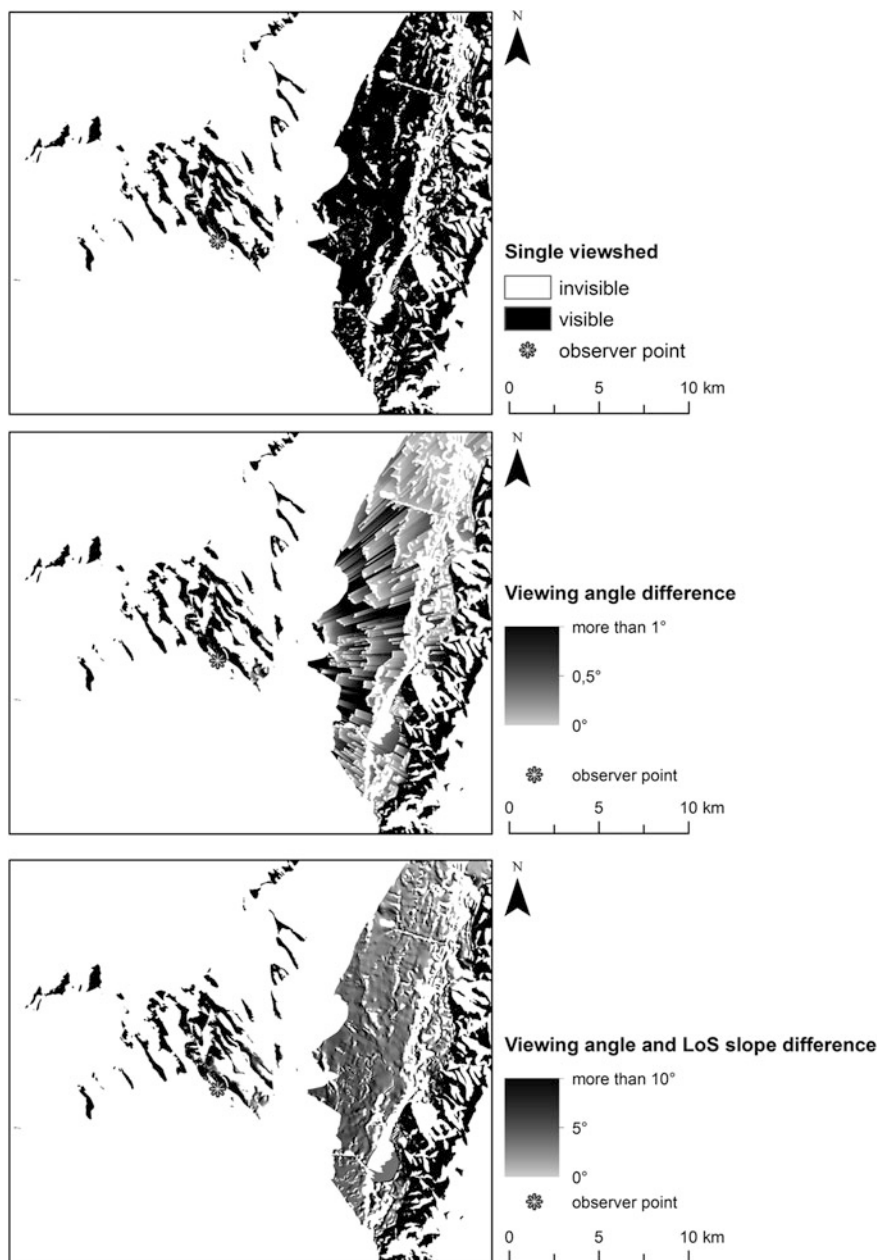 N
Single viewshed
invisible
visible
observer point
0 5 10 km
N
Viewing angle difference
more than 1°
0,5°
0°
observer point
0 5 10 km
N
Viewing angle and LoS slope difference
more than 10°
5°
0°
observer point
0 5 10 km